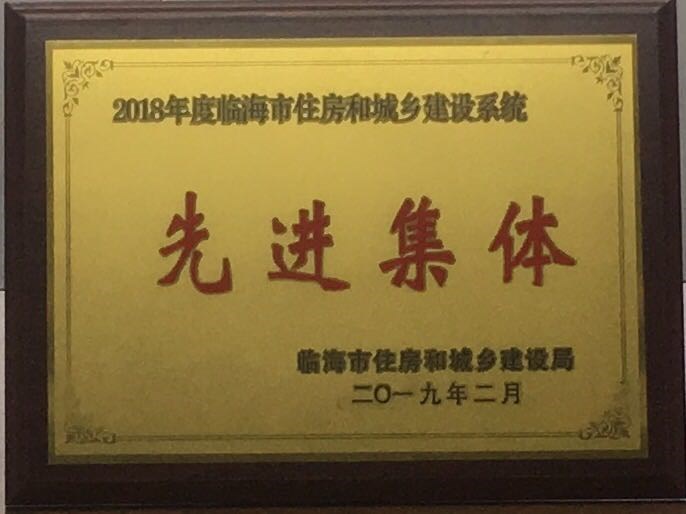 2018年度临海市住房和城乡建设系统
先进集体
临海市住房和城乡建设局
二〇一九年二月